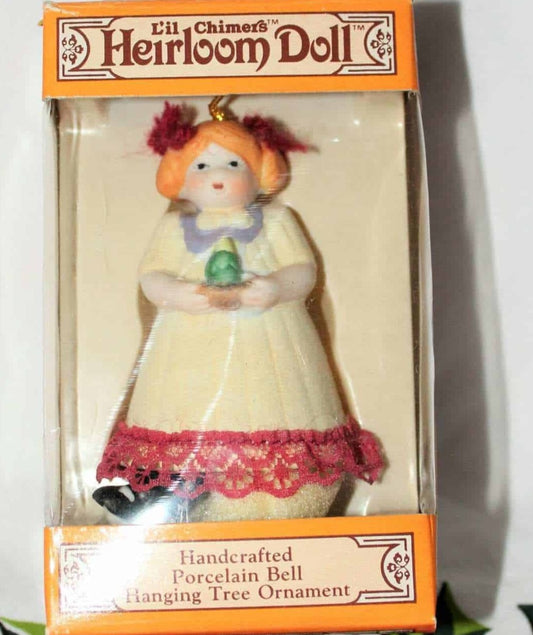 L'il Chimers™
Heirloom Doll™
Handcrafted
Porcelain Bell
Hanging Tree Ornament